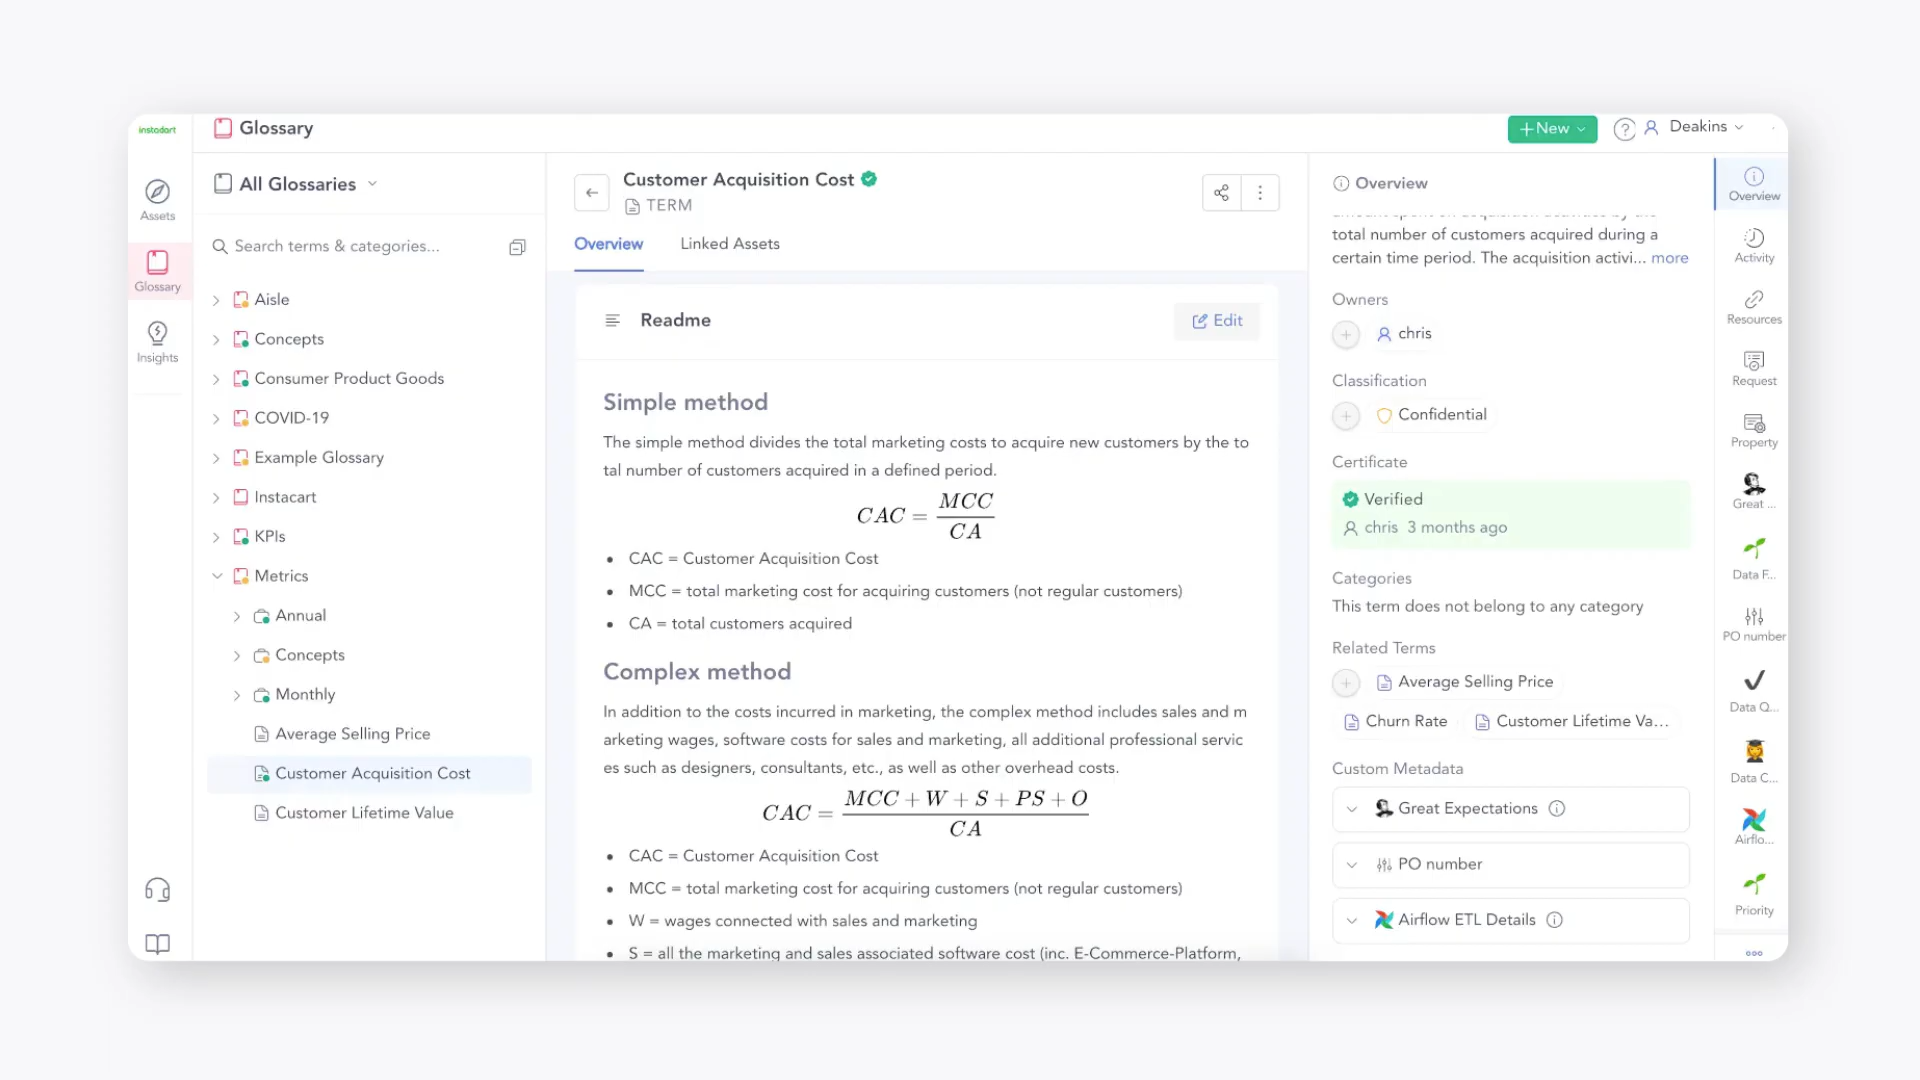 instadart
Glossary
+ New
?
Deakins
Assets
Glossary
Insights
All Glossaries
Search terms & categories...
Aisle
Concepts
Consumer Product Goods
COVID-19
Example Glossary
Instacart
KPIs
Metrics
Annual
Concepts
Monthly
Average Selling Price
Customer Acquisition Cost
Customer Lifetime Value
Customer Acquisition Cost
TERM
Overview
Linked Assets
Readme
Edit
Simple method
The simple method divides the total marketing costs to acquire new customers by the to
tal number of customers acquired in a defined period.
CAC = MCC / CA
• CAC = Customer Acquisition Cost
• MCC = total marketing cost for acquiring customers (not regular customers)
• CA = total customers acquired
Complex method
In addition to the costs incurred in marketing, the complex method includes sales and m
arketing wages, software costs for sales and marketing, all additional professional servic
es such as designers, consultants, etc., as well as other overhead costs.
CAC = MCC + W + S + PS + O / CA
• CAC = Customer Acquisition Cost
• MCC = total marketing cost for acquiring customers (not regular customers)
• W = wages connected with sales and marketing
• S = all the marketing and sales associated software cost (inc. E-Commerce-Platform,
Overview
total number of customers acquired during a
certain time period. The acquisition activi... more
Owners
chris
Classification
Confidential
Certificate
Verified
chris 3 months ago
Categories
This term does not belong to any category
Related Terms
Average Selling Price
Churn Rate
Customer Lifetime Va...
Custom Metadata
Great Expectations
PO number
Airflow ETL Details
Overview
Activity
Resources
Request
Property
Great ...
Data F...
PO number
Data Q...
Data C...
Airflo...
Priority